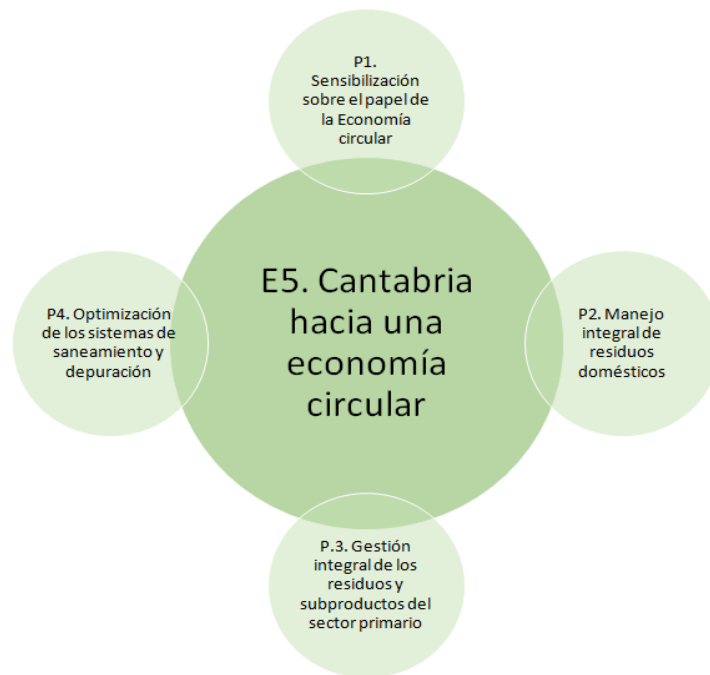 P1.
Sensibilización
sobre el papel de
la Economía
circular
E5. Cantabria
hacia una
economía
circular
P4. Optimización
de los sistemas de
saneamiento y
depuración
P2. Manejo
integral de
residuos
domésticos
P.3. Gestión
integral de los
residuos y
subproductos del
sector primario